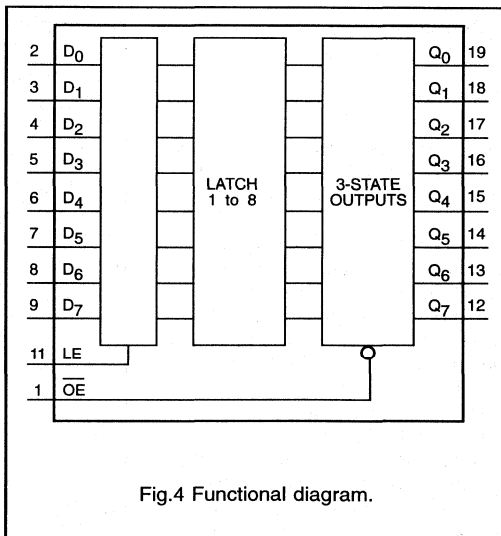 2 D0 Q0 19
3 D1 Q1 18
4 D2 Q2 17
5 D3 Q3 16
6 D4 LATCH 1 to 8 3-STATE OUTPUTS Q4 15
7 D5 Q5 14
8 D6 Q6 13
9 D7 Q7 12
11 LE
1 O̅E̅
Fig.4 Functional diagram.